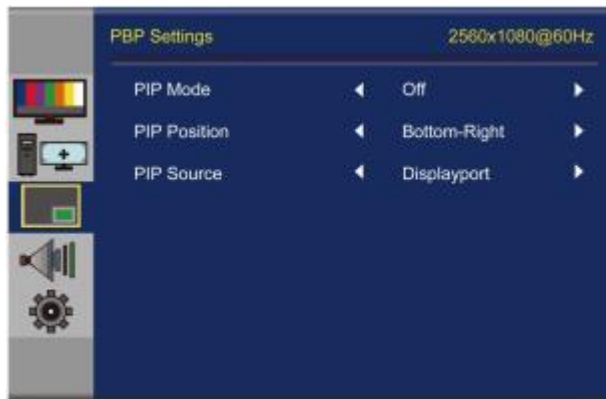 PBP Settings 2560x1080@60Hz
PIP Mode Off
PIP Position Bottom-Right
PIP Source Displayport